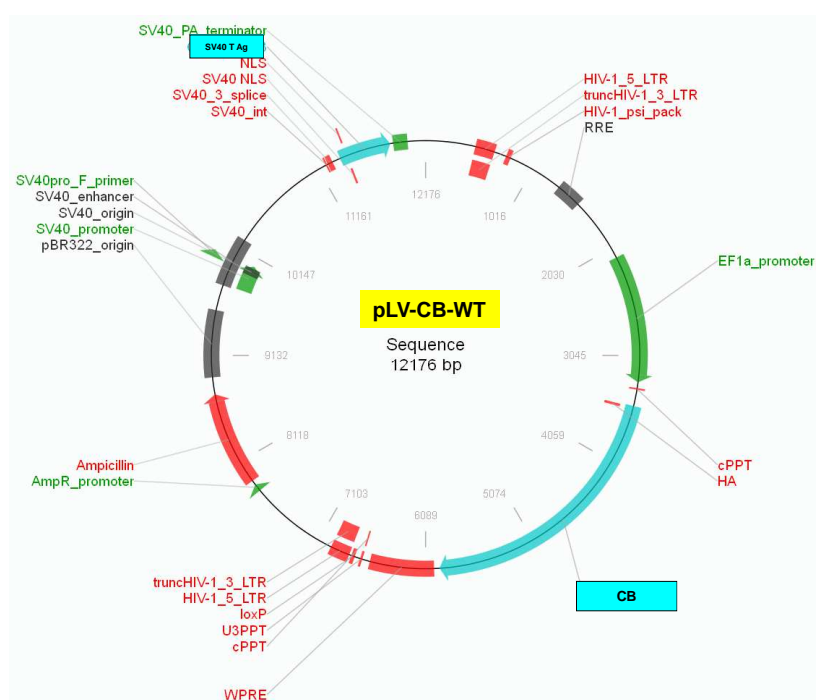 SV40_PA_terminator
SV40 T Ag
NLS
SV40 NLS
SV40_3_splice
SV40_int
HIV-1_5_LTR
truncHIV-1_3_LTR
HIV-1_psi_pack
RRE
12176
11161
1016
SV40pro_F_primer
SV40_enhancer
SV40_origin
SV40_promoter
pBR322_origin
10147
2030
EF1a_promoter
pLV-CB-WT
Sequence
12176 bp
9132
3045
8118
4059
Ampicillin
AmpR_promoter
cPPT
HA
7103
5074
6089
truncHIV-1_3_LTR
HIV-1_5_LTR
loxP
U3PPT
cPPT
CB
WPRE